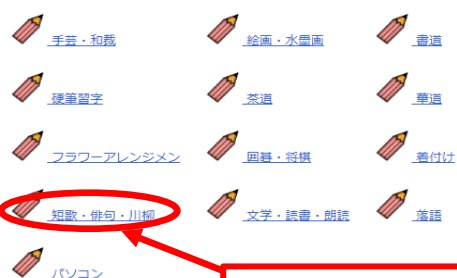 手芸・和裁
絵画・水墨画
書道
硬筆習字
茶道
華道
フラワーアレンジメン
囲碁・将棋
着付け
短歌・俳句・川柳
文学・読書・朗読
落語
パソコン